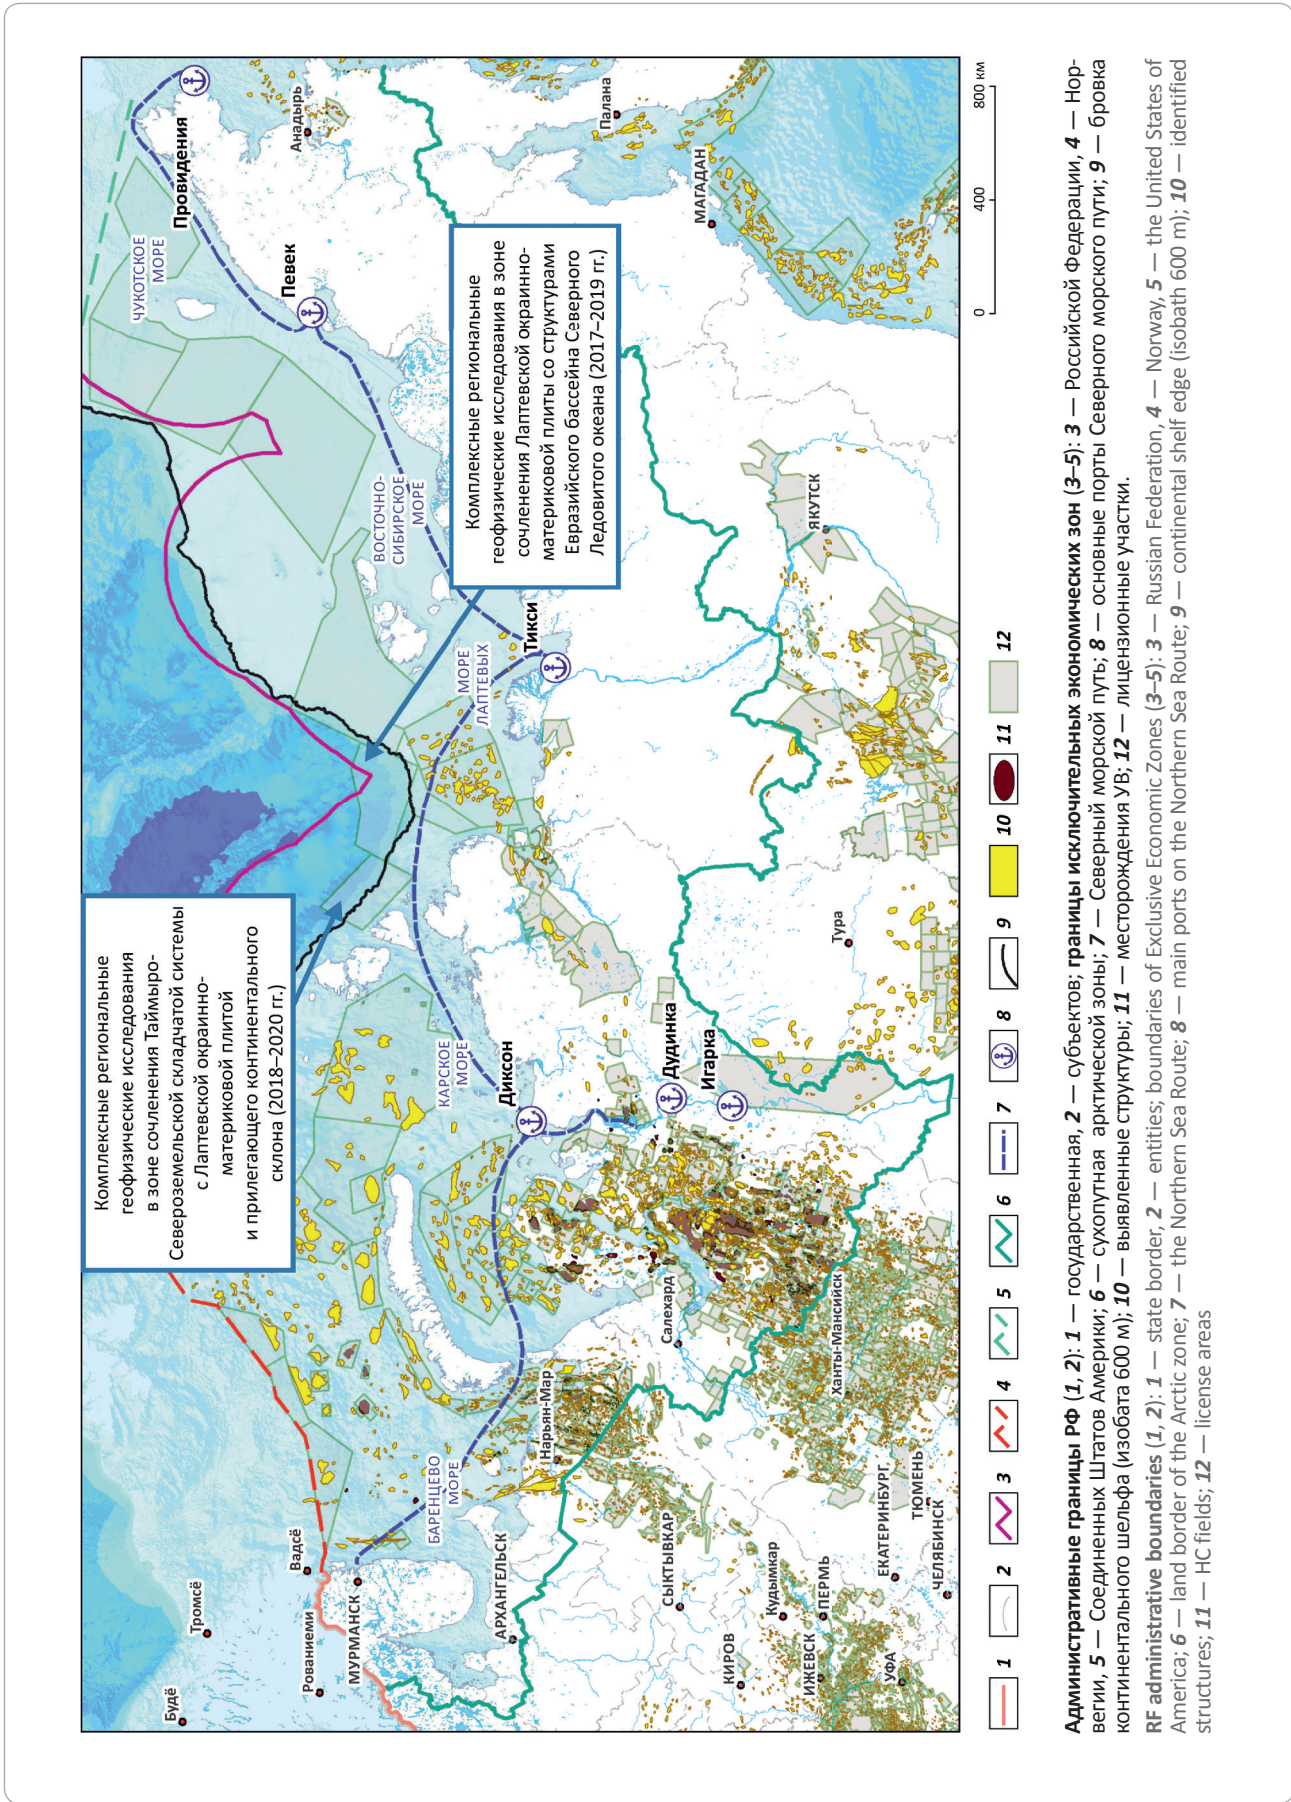 Комплексные региональные
геофизические исследования
в зоне сочленения Таймыро-
Североземельской складчатой системы
с Лаптевской окраинно-
материковой плитой
и прилегающего континентального
склона (2018–2020 гг.)
Комплексные региональные
геофизические исследования в зоне
сочленения Лаптевской окраинно-
материковой плиты со структурами
Евразийского бассейна Северного
Ледовитого океана (2017–2019 гг.)
Будё
Тромсё
Вадсё
Рованиеми
МУРМАНСК
БАРЕНЦЕВО
МОРЕ
АРХАНГЕЛЬСК
Нарьян-Мар
СЫКТЫВКАР
КИРОВ
Кудымкар
ПЕРМЬ
ИЖЕВСК
УФА
ЕКАТЕРИНБУРГ
ТЮМЕНЬ
ЧЕЛЯБИНСК
Салехард
Ханты-Мансийск
КАРСКОЕ
МОРЕ
Диксон
Дудинка
Игарка
Тура
МОРЕ
ЛАПТЕВЫХ
Тикси
ЯКУТСК
ВОСТОЧНО-
СИБИРСКОЕ
МОРЕ
Певек
ЧУКОТСКОЕ
МОРЕ
Провидения
Анадырь
Палана
МАГАДАН
0 400 800 км
1 2 3 4 5 6 7 8 9 10 11 12
Административные границы РФ (1, 2): 1 — государственная, 2 — субъектов; границы исключительных экономических зон (3–5): 3 — Российской Федерации, 4 — Нор-
вегии, 5 — Соединенных Штатов Америки; 6 — сухопутная арктической зоны; 7 — Северный морской путь; 8 — основные порты Северного морского пути; 9 — бровка
континентального шельфа (изобата 600 м); 10 — выявленные структуры; 11 — месторождения УВ; 12 — лицензионные участки.
RF administrative boundaries (1, 2): 1 — state border, 2 — entities; boundaries of Exclusive Economic Zones (3–5): 3 — Russian Federation, 4 — Norway, 5 — the United States of
America; 6 — land border of the Arctic zone; 7 — the Northern Sea Route; 8 — main ports on the Northern Sea Route; 9 — continental shelf edge (isobath 600 m); 10 — identified
structures; 11 — HC fields; 12 — license areas